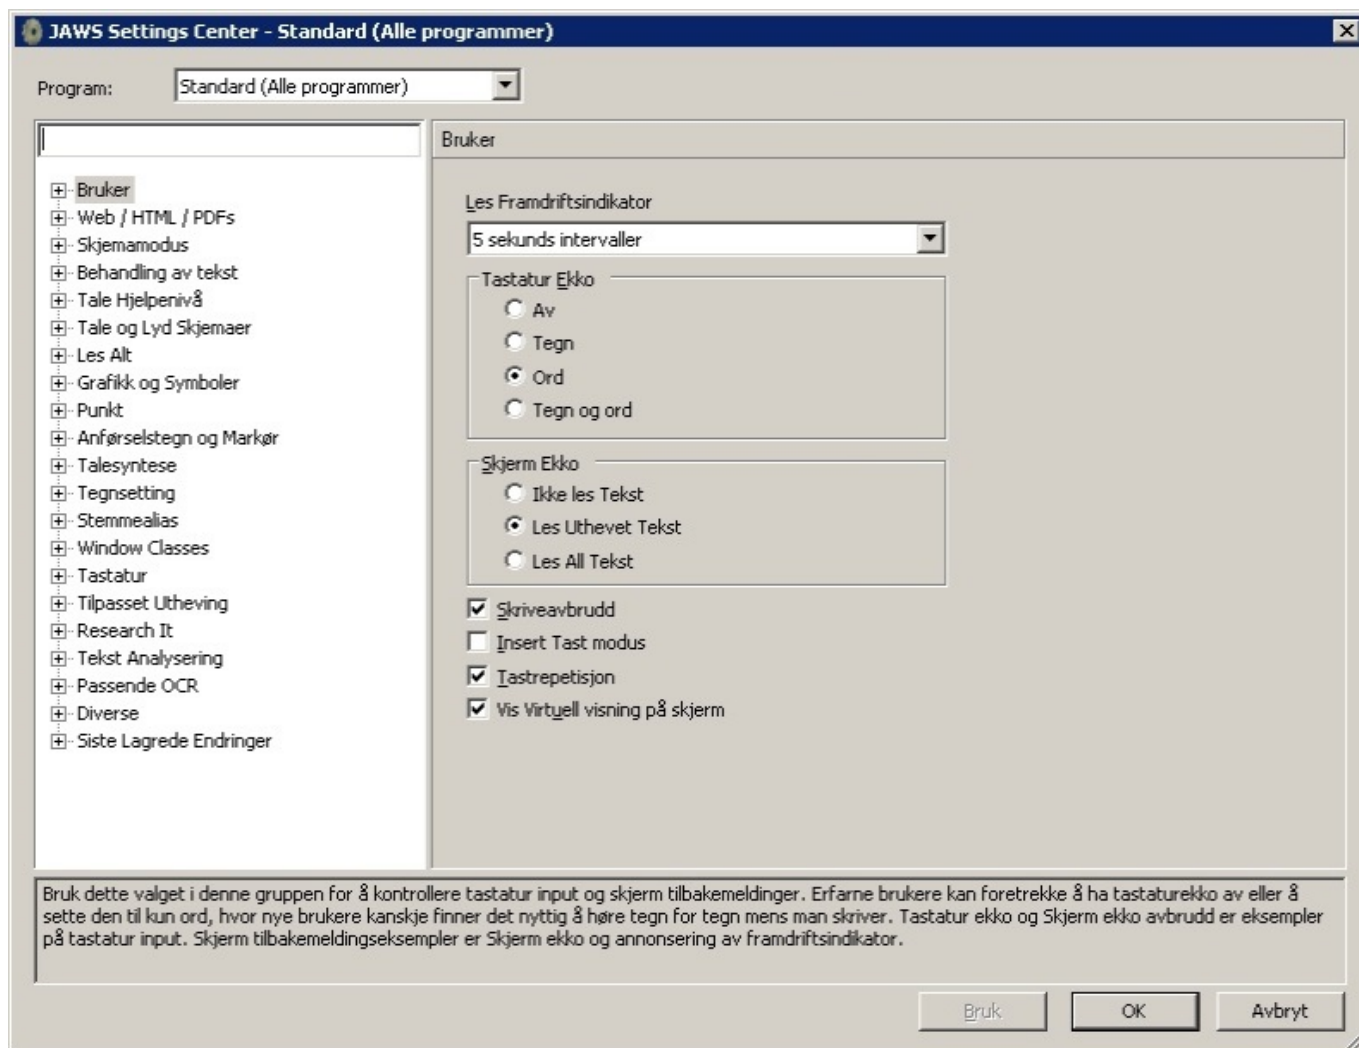 JAWS Settings Center - Standard (Alle programmer)
Program:
Standard (Alle programmer)
Bruker
Web / HTML / PDFs
Skjemamodus
Behandling av tekst
Tale Hjelpenivå
Tale og Lyd Skjemaer
Les Alt
Grafikk og Symboler
Punkt
Anførselstegn og Markør
Talesyntese
Tegnsetting
Stemmealias
Window Classes
Tastatur
Tilpasset Utheving
Research It
Tekst Analysering
Passende OCR
Diverse
Siste Lagrede Endringer
Bruker
Les Framdriftsindikator
5 sekunds intervaller
Tastatur Ekko
Av
Tegn
Ord
Tegn og ord
Skjerm Ekko
Ikke les Tekst
Les Uthevet Tekst
Les All Tekst
Skriveavbrudd
Insert Tast modus
Tastrepetisjon
Vis Virtuell visning på skjerm
Bruk dette valget i denne gruppen for å kontrollere tastatur input og skjerm tilbakemeldinger. Erfarne brukere kan foretrekke å ha tastaturekko av eller å
sette den til kun ord, hvor nye brukere kanskje finner det nyttig å høre tegn for tegn mens man skriver. Tastatur ekko og Skjerm ekko avbrudd er eksempler
på tastatur input. Skjerm tilbakemeldingseksempler er Skjerm ekko og annonsering av framdriftsindikator.
Bruk
OK
Avbryt